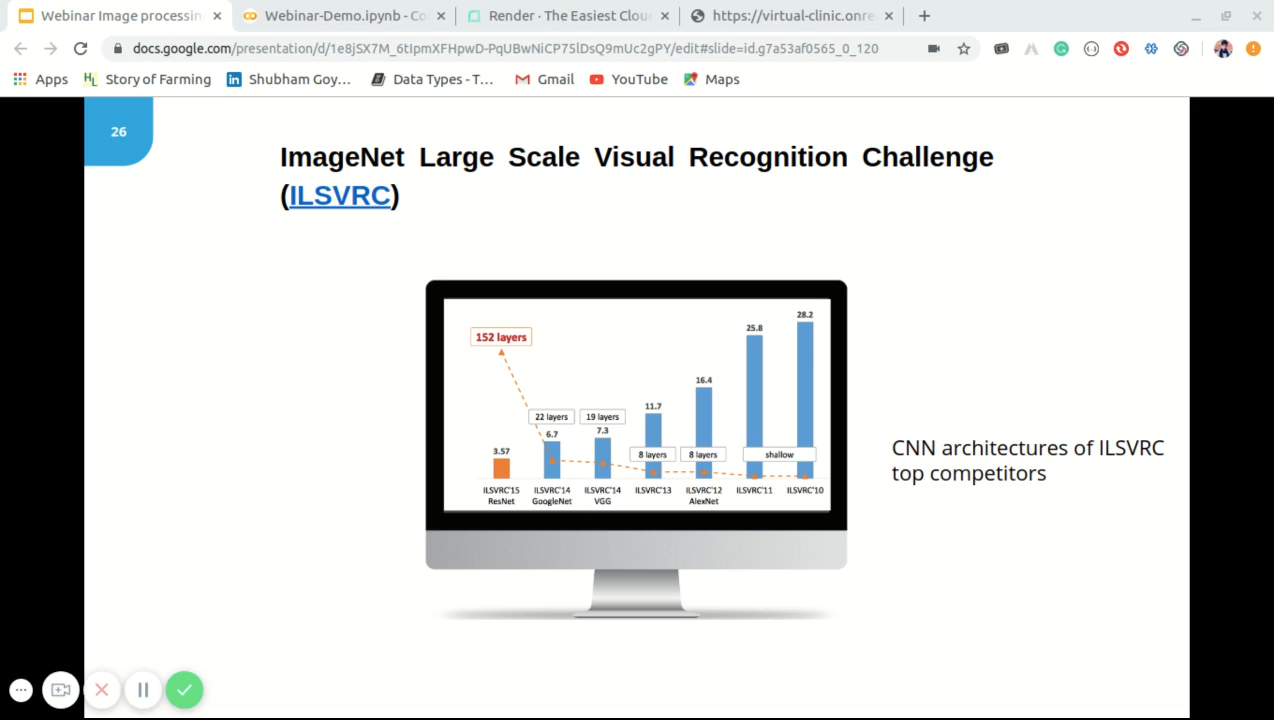 Webinar Image processin
Webinar-Demo.ipynb - Co
Render · The Easiest Clou
https://virtual-clinic.onre
docs.google.com/presentation/d/1e8jSX7M_6tIpmXFHpwD-PqUBwNiCP75lDsQ9mUc2gPY/edit#slide=id.g7a53af0565_0_120
Apps
Story of Farming
Shubham Goy...
Data Types - T...
Gmail
YouTube
Maps
26
ImageNet Large Scale Visual Recognition Challenge
(ILSVRC)
28.2
25.8
152 layers
16.4
11.7
22 layers
19 layers
6.7
7.3
3.57
8 layers
8 layers
shallow
ILSVRC'15
ResNet
ILSVRC'14
GoogleNet
ILSVRC'14
VGG
ILSVRC'13
ILSVRC'12
AlexNet
ILSVRC'11
ILSVRC'10
CNN architectures of ILSVRC
top competitors